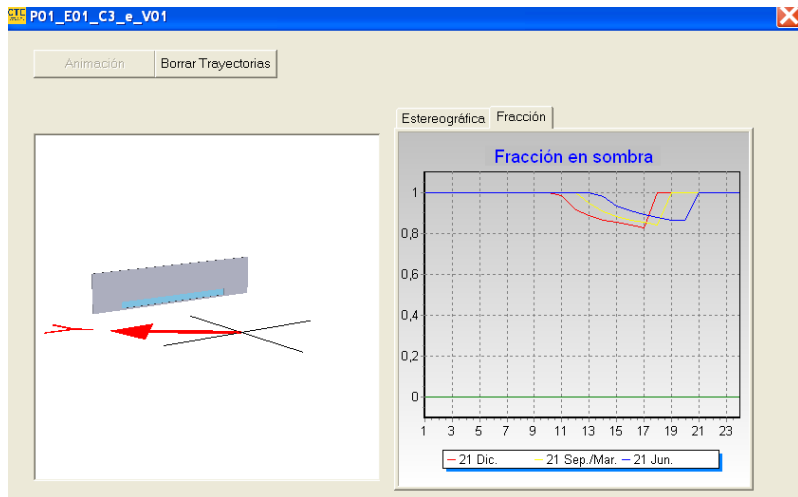 CTE
P01_E01_C3_e_V01
Animación Borrar Trayectorias
Estereográfica Fracción
Fracción en sombra
1
0,8
0,6
0,4
0,2
0
1 3 5 7 9 11 13 15 17 19 21 23
21 Dic. 21 Sep./Mar. 21 Jun.